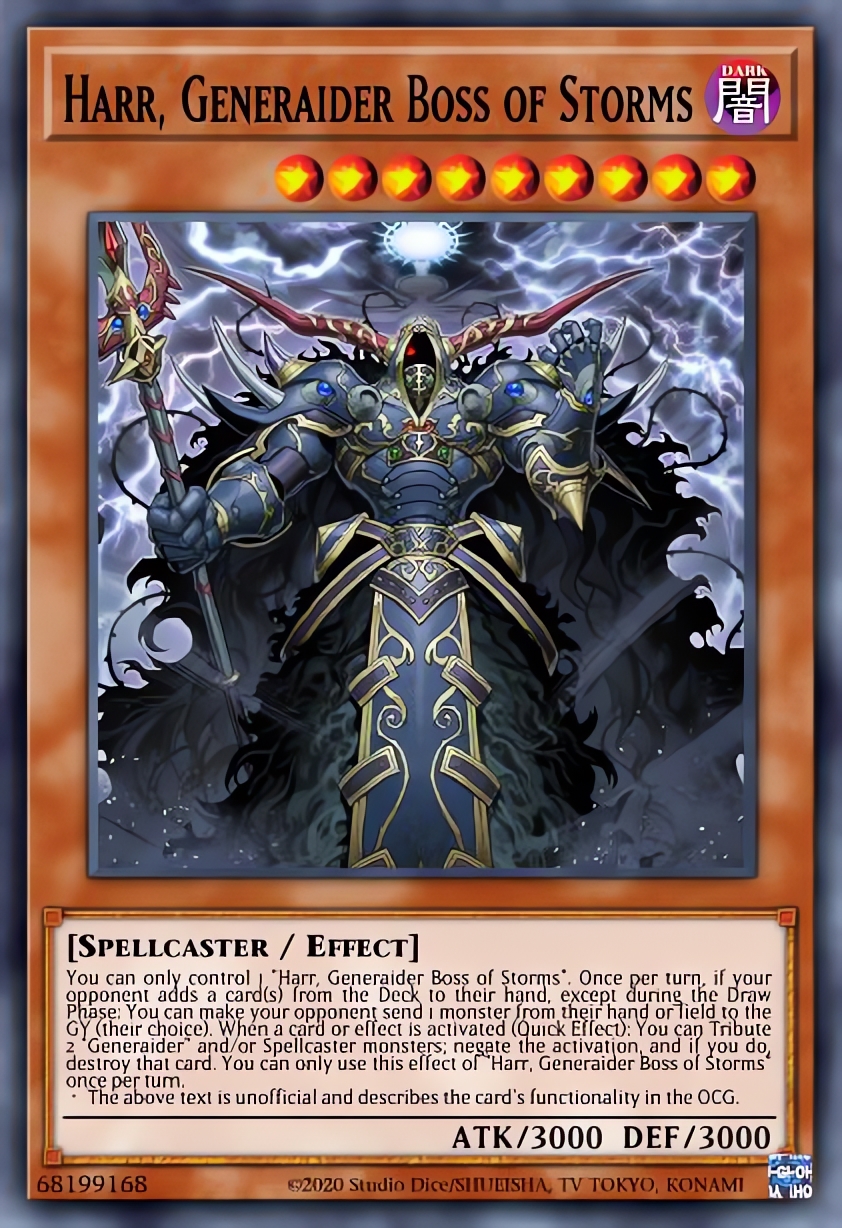 Harr, Generaider Boss of Storms
DARK
闇
[Spellcaster / Effect]
You can only control 1 "Harr, Generaider Boss of Storms". Once per turn, if your
opponent adds a card(s) from the Deck to their hand, except during the Draw
Phase: You can make your opponent send 1 monster from their hand or field to the
GY (their choice). When a card or effect is activated (Quick Effect): You can Tribute
2 "Generaider" and/or Spellcaster monsters; negate the activation, and if you do,
destroy that card. You can only use this effect of "Harr, Generaider Boss of Storms"
once per turn.
· The above text is unofficial and describes the card's functionality in the OCG.
ATK/3000 DEF/3000
68199168
©2020 Studio Dice/SHUEISHA, TV TOKYO, KONAMI